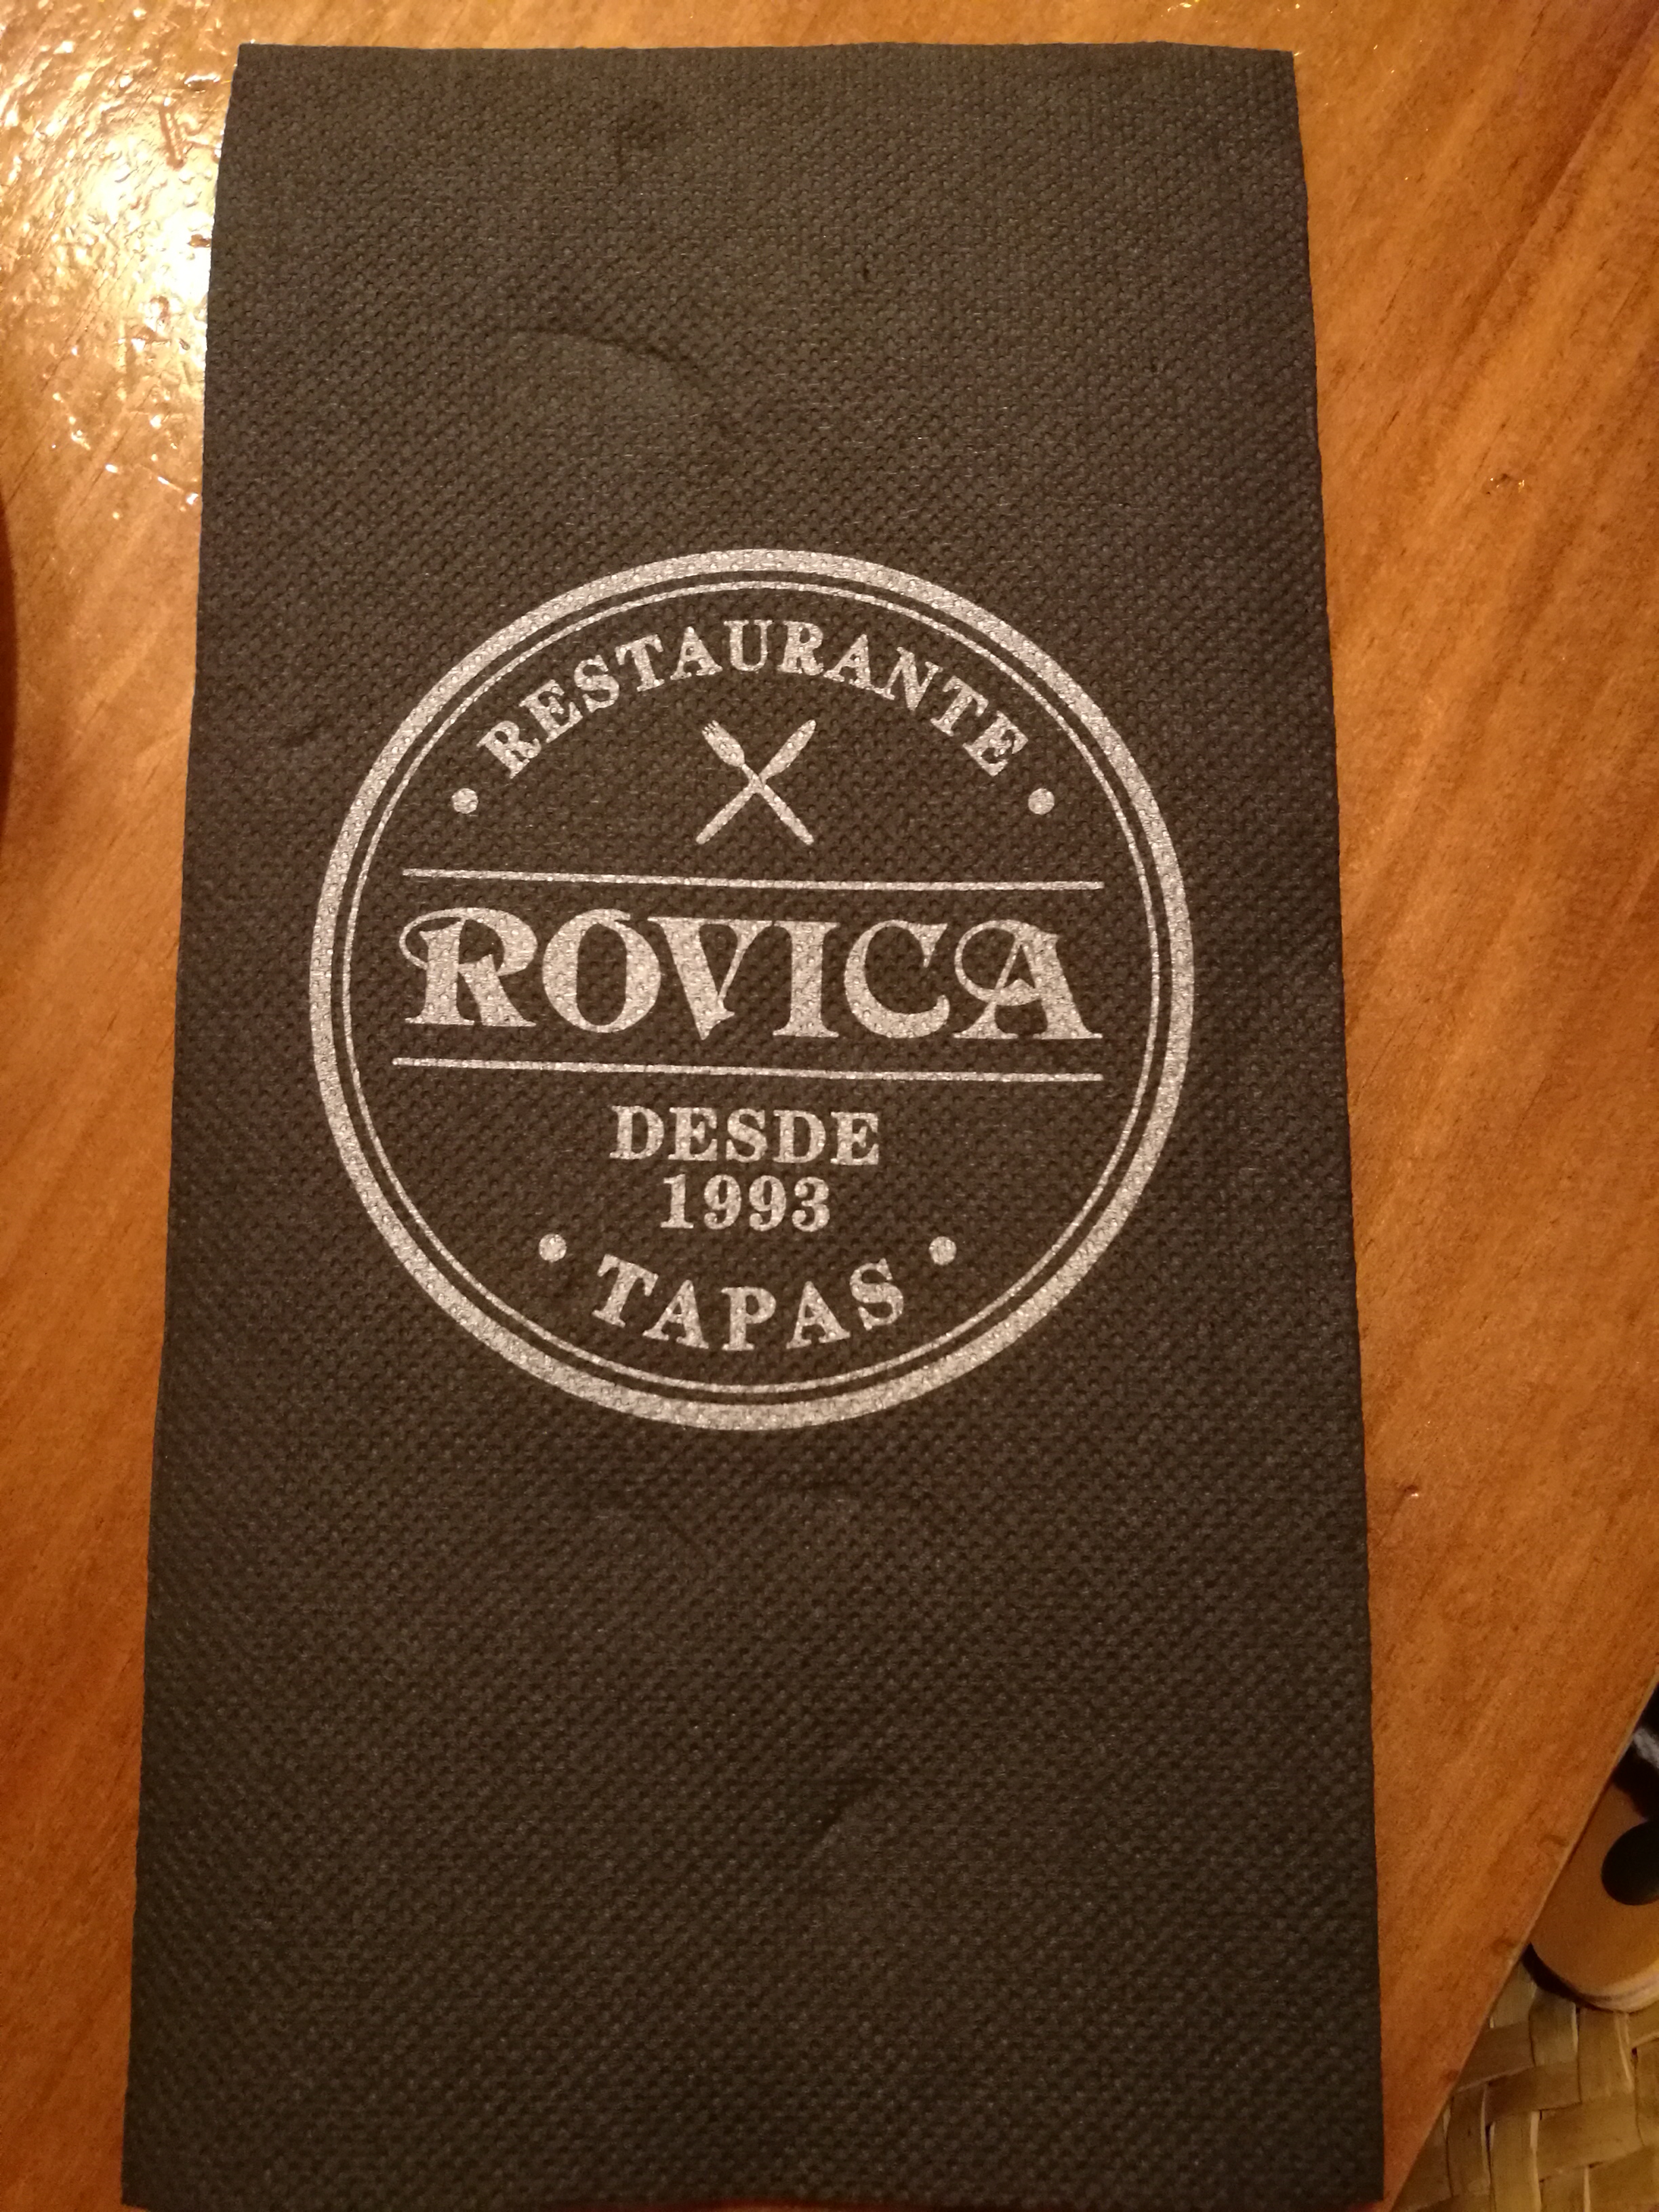 RESTAURANTE
ROVICA
DESDE
1993
TAPAS